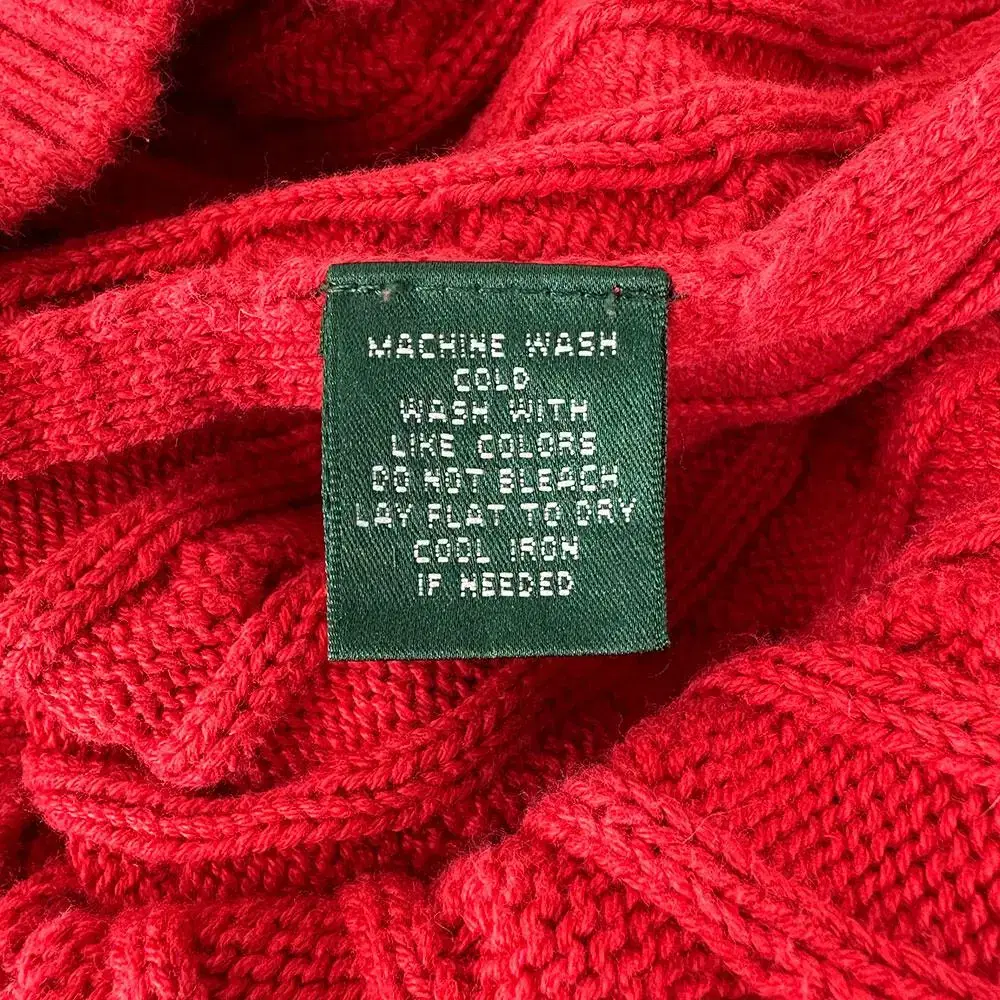 MACHINE WASH
COLD
WASH WITH
LIKE COLORS
DO NOT BLEACH
LAY FLAT TO DRY
COOL IRON
IF NEEDED